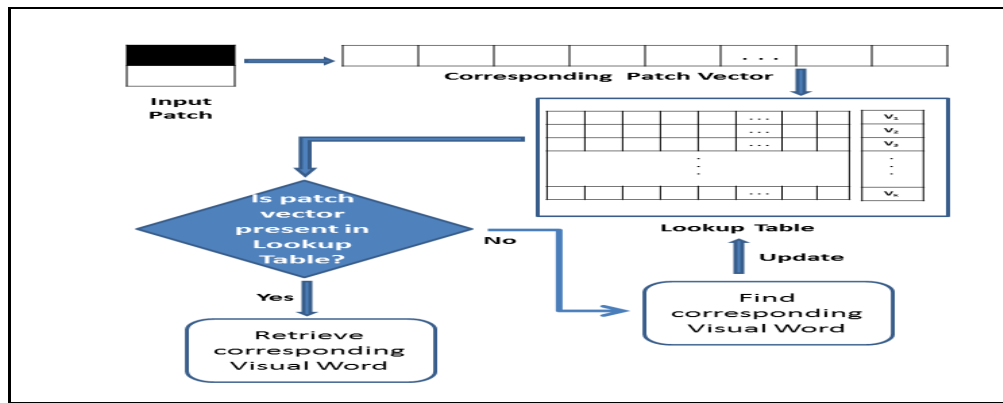 . . .
Corresponding Patch Vector
Input
Patch
. . . V₁
. . . V₂
. . . V₃
. . . V𝖪
Lookup Table
Is patch
vector
present in
Lookup
Table?
No
Update
Yes
Find
corresponding
Visual Word
Retrieve
corresponding
Visual Word